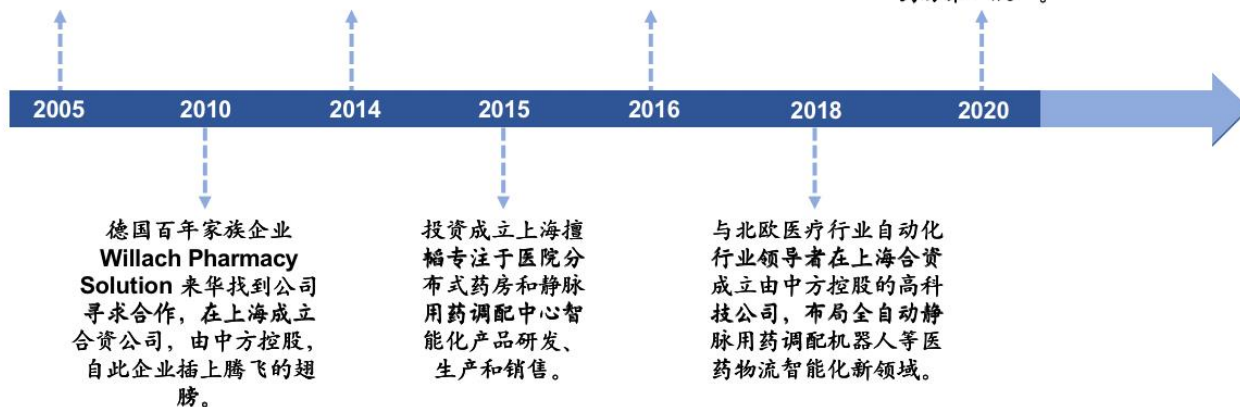 2005 2010 2014 2015 2016 2018 2020
德国百年家族企业
Willach Pharmacy
Solution 来华找到公司
寻求合作，在上海成立
合资公司，由中方控股，
自此企业插上腾飞的翅
膀。
投资成立上海擅
韬专注于医院分
布式药房和静脉
用药调配中心智
能化产品研发、
生产和销售。
与北欧医疗行业自动化
行业领导者在上海合资
成立由中方控股的高科
技公司，布局全自动静
脉用药调配机器人等医
药物流智能化新领域。